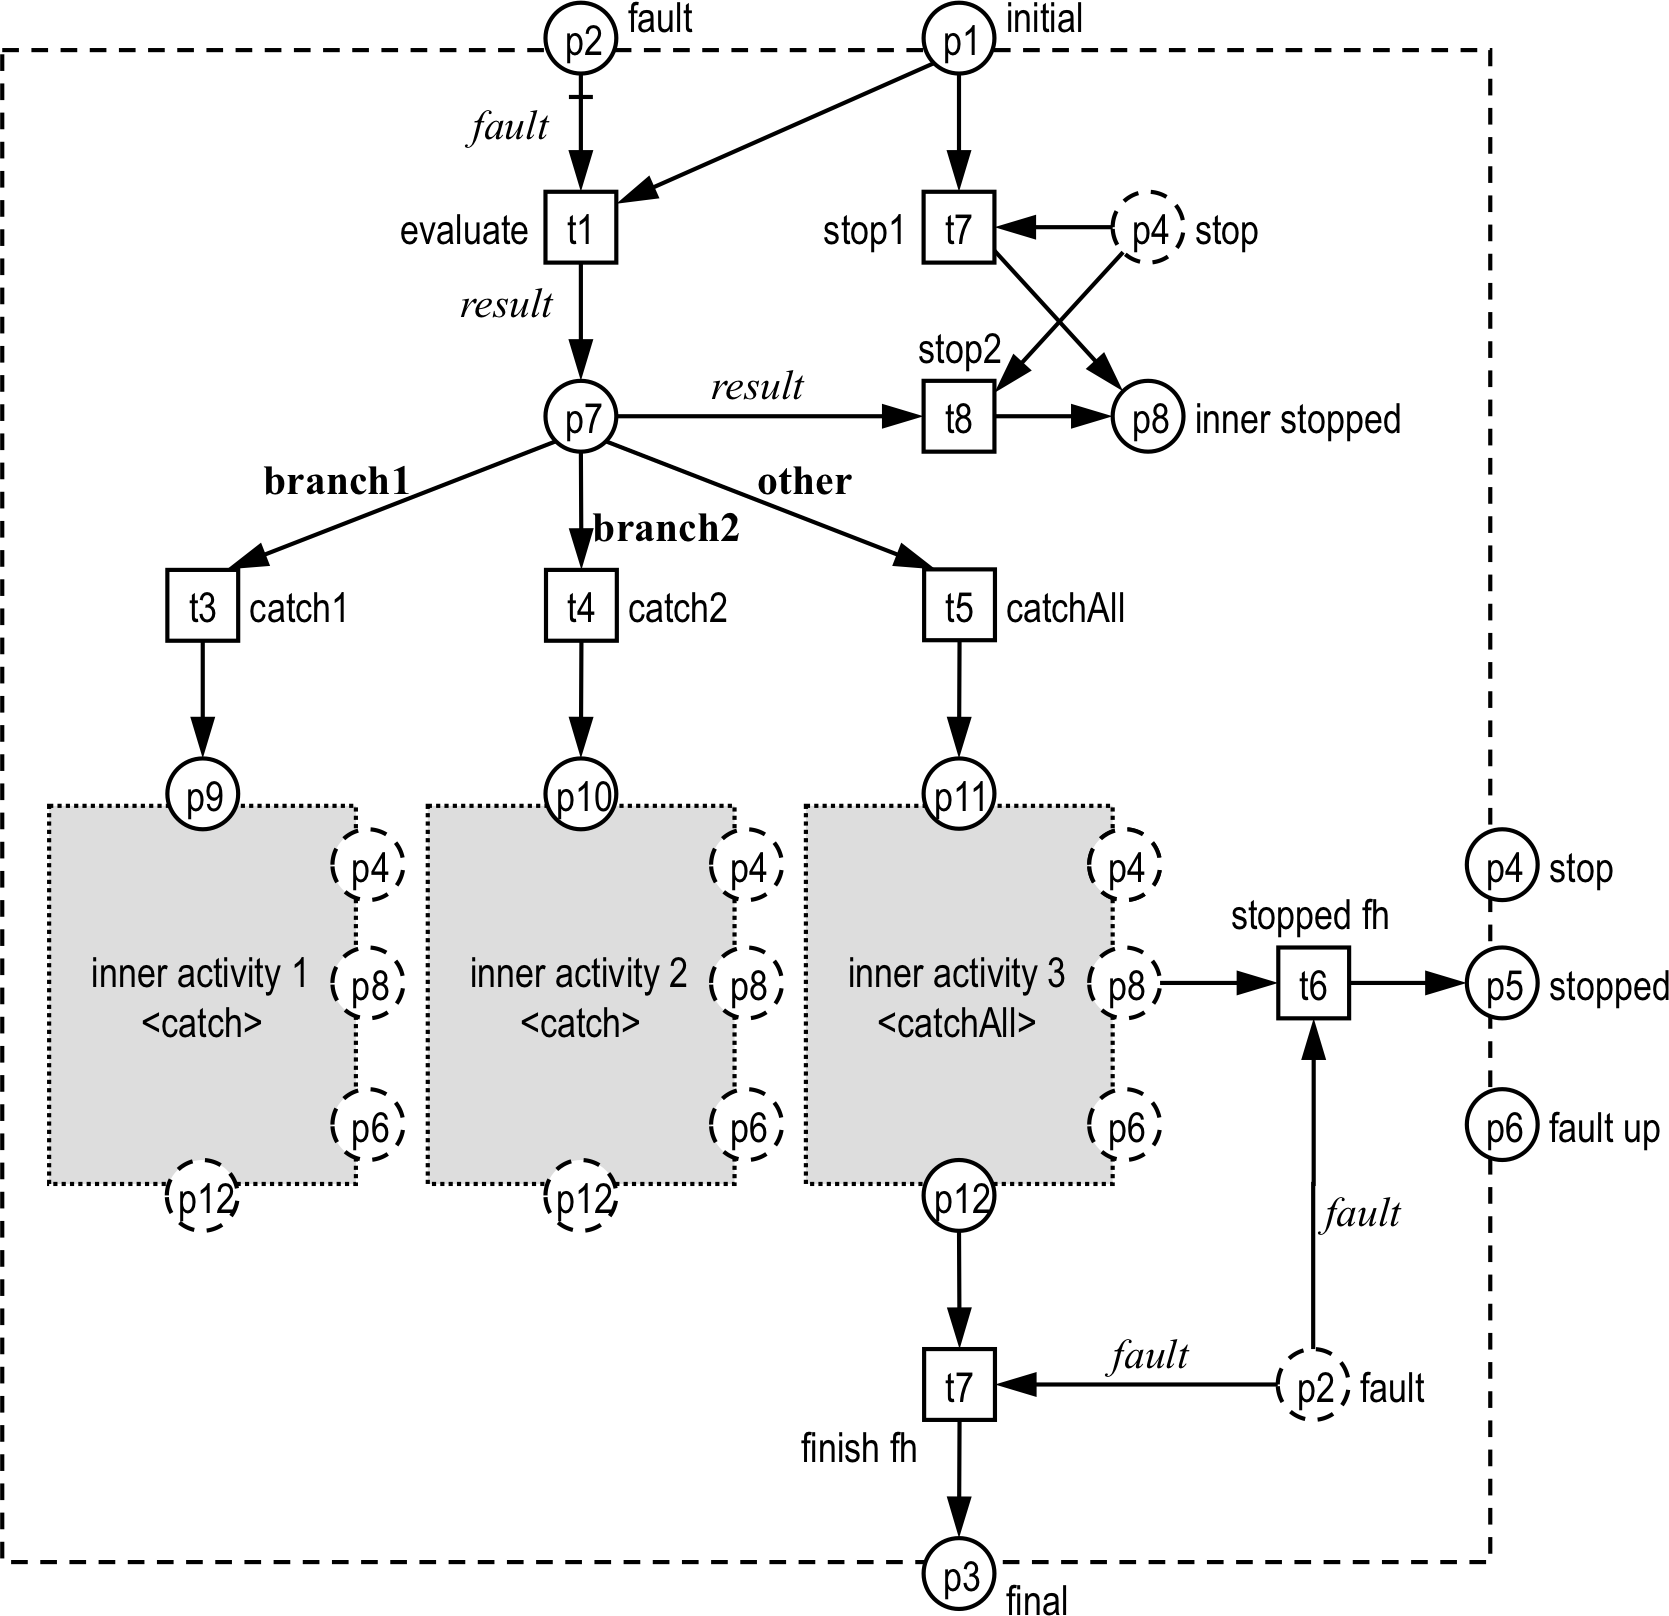 p2 fault
p1 initial
fault
evaluate t1
stop1 t7
p4 stop
result
stop2
result
p7
t8
p8 inner stopped
branch1
other
branch2
t3 catch1
t4 catch2
t5 catchAll
p9
p10
p11
p4
p4
p4
p4 stop
stopped fh
inner activity 1
<catch>
p8
inner activity 2
<catch>
p8
inner activity 3
<catchAll>
p8
t6
p5 stopped
p6
p6
p6
p6 fault up
p12
p12
p12
fault
fault
t7
p2 fault
finish fh
p3
final